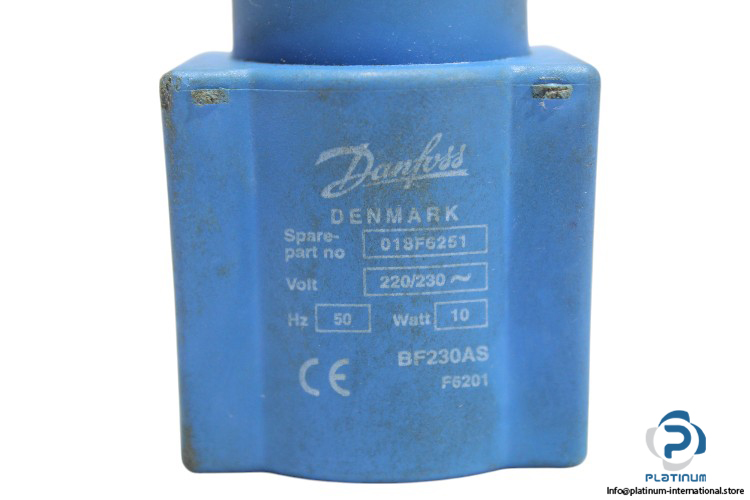 Danfoss
DENMARK
Spare-
part no 018F6251
Volt 220/230 ~
Hz 50 Watt 10
BF230AS
CE F6201
PLATINUM
Info@platinum-international.store